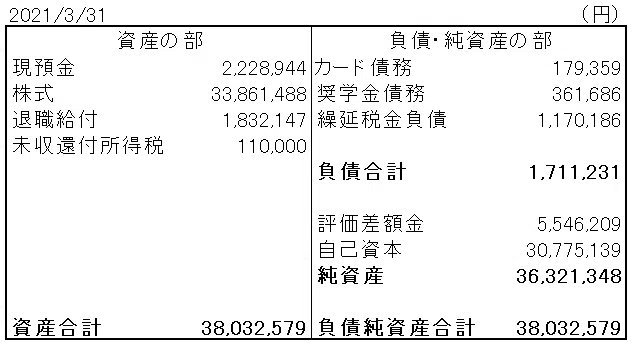 2021/3/31 （円）
資産の部 負債・純資産の部
現預金 2,228,944 カード債務 179,359
株式 33,861,488 奨学金債務 361,686
退職給付 1,832,147 繰延税金負債 1,170,186
未収還付所得税 110,000
負債合計 1,711,231
評価差額金 5,546,209
自己資本 30,775,139
純資産 36,321,348
資産合計 38,032,579 負債純資産合計 38,032,579